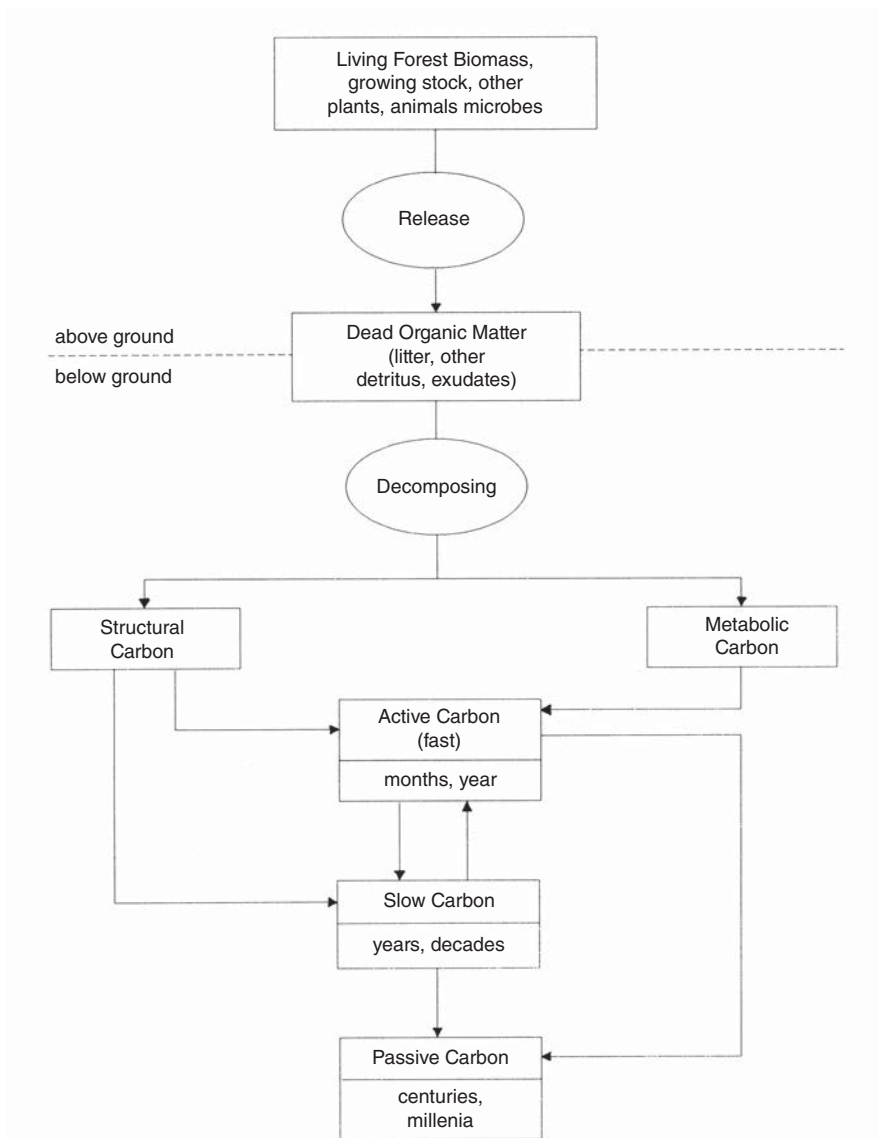 Living Forest Biomass,
growing stock, other
plants, animals microbes
Release
above ground
below ground
Dead Organic Matter
(litter, other
detritus, exudates)
Decomposing
Structural
Carbon
Metabolic
Carbon
Active Carbon
(fast)
months, year
Slow Carbon
years, decades
Passive Carbon
centuries,
millenia